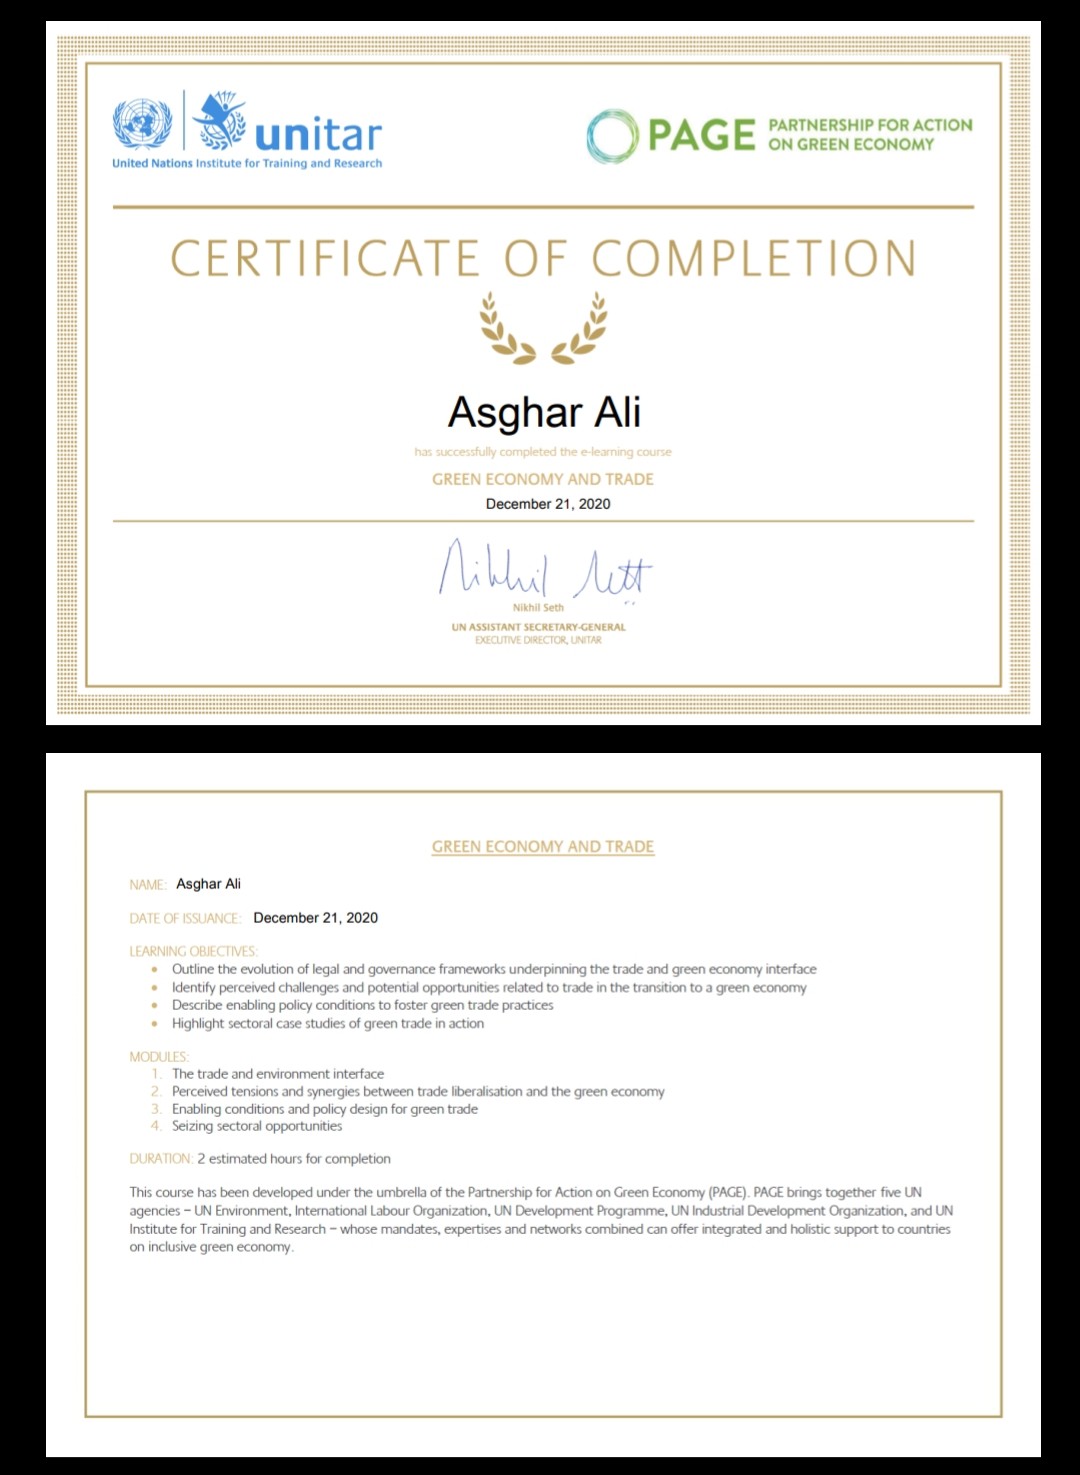 unitar
United Nations Institute for Training and Research
PAGE
PARTNERSHIP FOR ACTION
ON GREEN ECONOMY
CERTIFICATE OF COMPLETION
Asghar Ali
has successfully completed the e-learning course
GREEN ECONOMY AND TRADE
December 21, 2020
Nikhil Sett
Nikhil Seth
UN ASSISTANT SECRETARY-GENERAL
EXECUTIVE DIRECTOR, UNITAR
GREEN ECONOMY AND TRADE
NAME: Asghar Ali
DATE OF ISSUANCE: December 21, 2020
LEARNING OBJECTIVES:
• Outline the evolution of legal and governance frameworks underpinning the trade and green economy interface
• Identify perceived challenges and potential opportunities related to trade in the transition to a green economy
• Describe enabling policy conditions to foster green trade practices
• Highlight sectoral case studies of green trade in action
MODULES:
1. The trade and environment interface
2. Perceived tensions and synergies between trade liberalisation and the green economy
3. Enabling conditions and policy design for green trade
4. Seizing sectoral opportunities
DURATION: 2 estimated hours for completion
This course has been developed under the umbrella of the Partnership for Action on Green Economy (PAGE). PAGE brings together five UN
agencies – UN Environment, International Labour Organization, UN Development Programme, UN Industrial Development Organization, and UN
Institute for Training and Research – whose mandates, expertises and networks combined can offer integrated and holistic support to countries
on inclusive green economy.